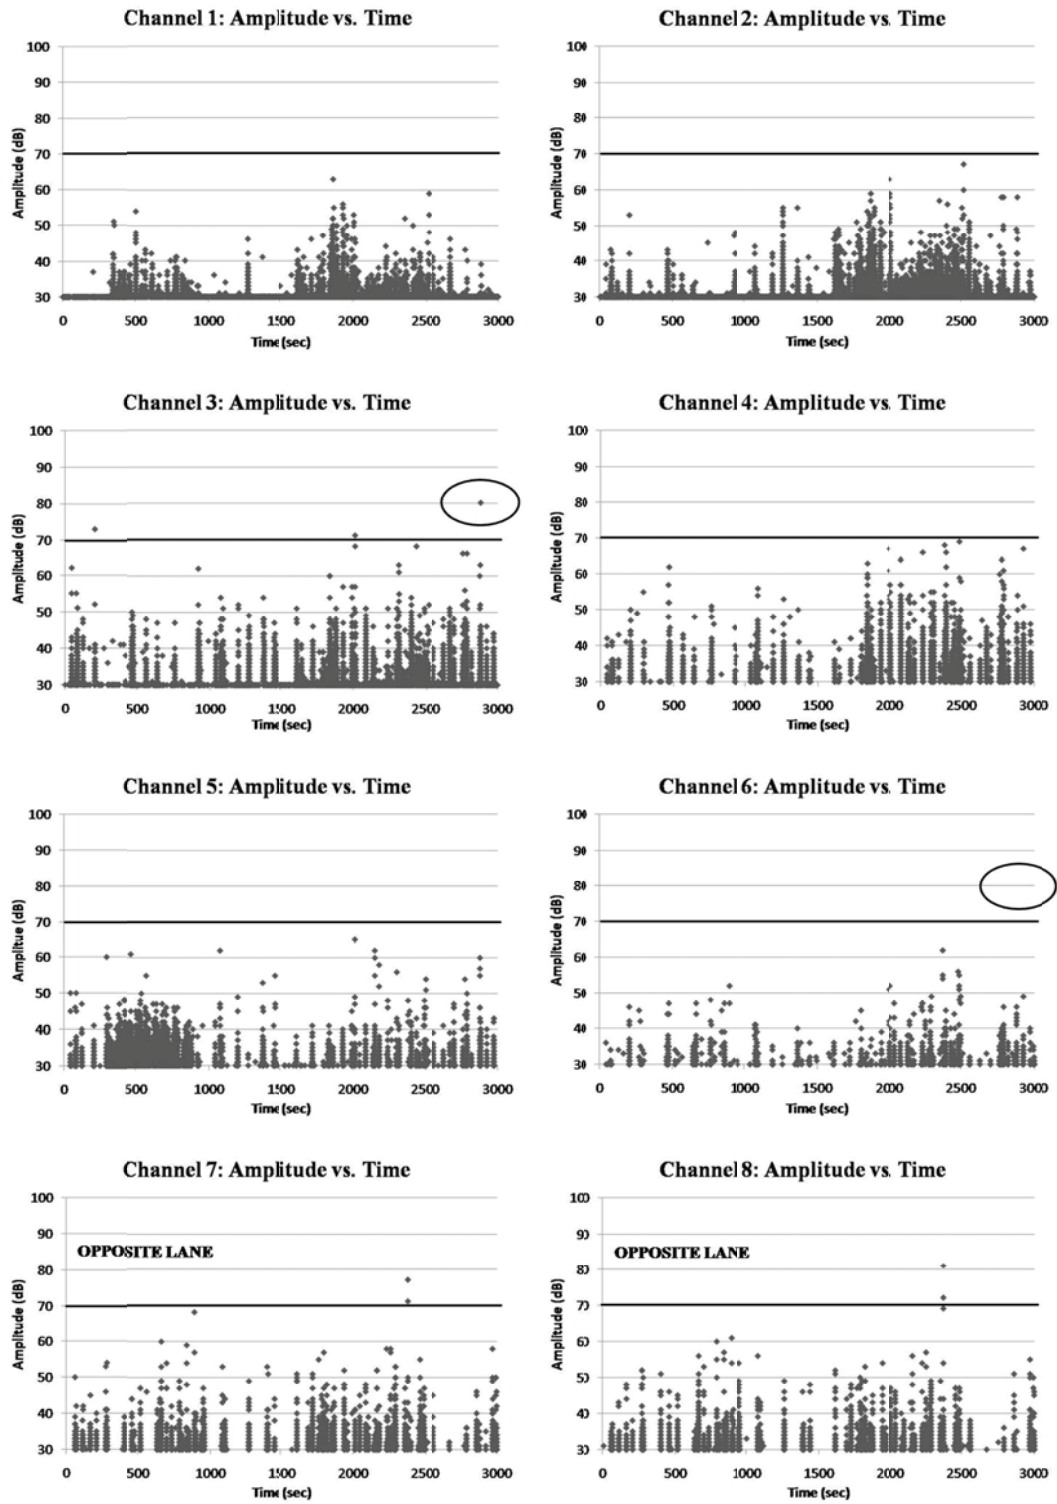 Channel 1: Amplitude vs. Time
Amplitude (dB)
100
90
80
70
60
50
40
30
0 500 1000 1500 2000 2500 3000
Time (sec)
Channel 2: Amplitude vs. Time
Amplitude (dB)
100
90
80
70
60
50
40
30
0 500 1000 1500 2000 2500 3000
Time (sec)
Channel 3: Amplitude vs. Time
Amplitude (dB)
100
90
80
70
60
50
40
30
0 500 1000 1500 2000 2500 3000
Time (sec)
Channel 4: Amplitude vs. Time
Amplitude (dB)
100
90
80
70
60
50
40
30
0 500 1000 1500 2000 2500 3000
Time (sec)
Channel 5: Amplitude vs. Time
Amplitue (dB)
100
90
80
70
60
50
40
30
0 500 1000 1500 2000 2500 3000
Time (sec)
Channel 6: Amplitude vs. Time
Amplitude (dB)
100
90
80
70
60
50
40
30
0 500 1000 1500 2000 2500 3000
Time (sec)
Channel 7: Amplitude vs. Time
Amplitude (dB)
100
90
80
70
60
50
40
30
OPPOSITE LANE
0 500 1000 1500 2000 2500 3000
Time (sec)
Channel 8: Amplitude vs. Time
Amplitude (dB)
100
90
80
70
60
50
40
30
OPPOSITE LANE
0 500 1000 1500 2000 2500 3000
Time (sec)